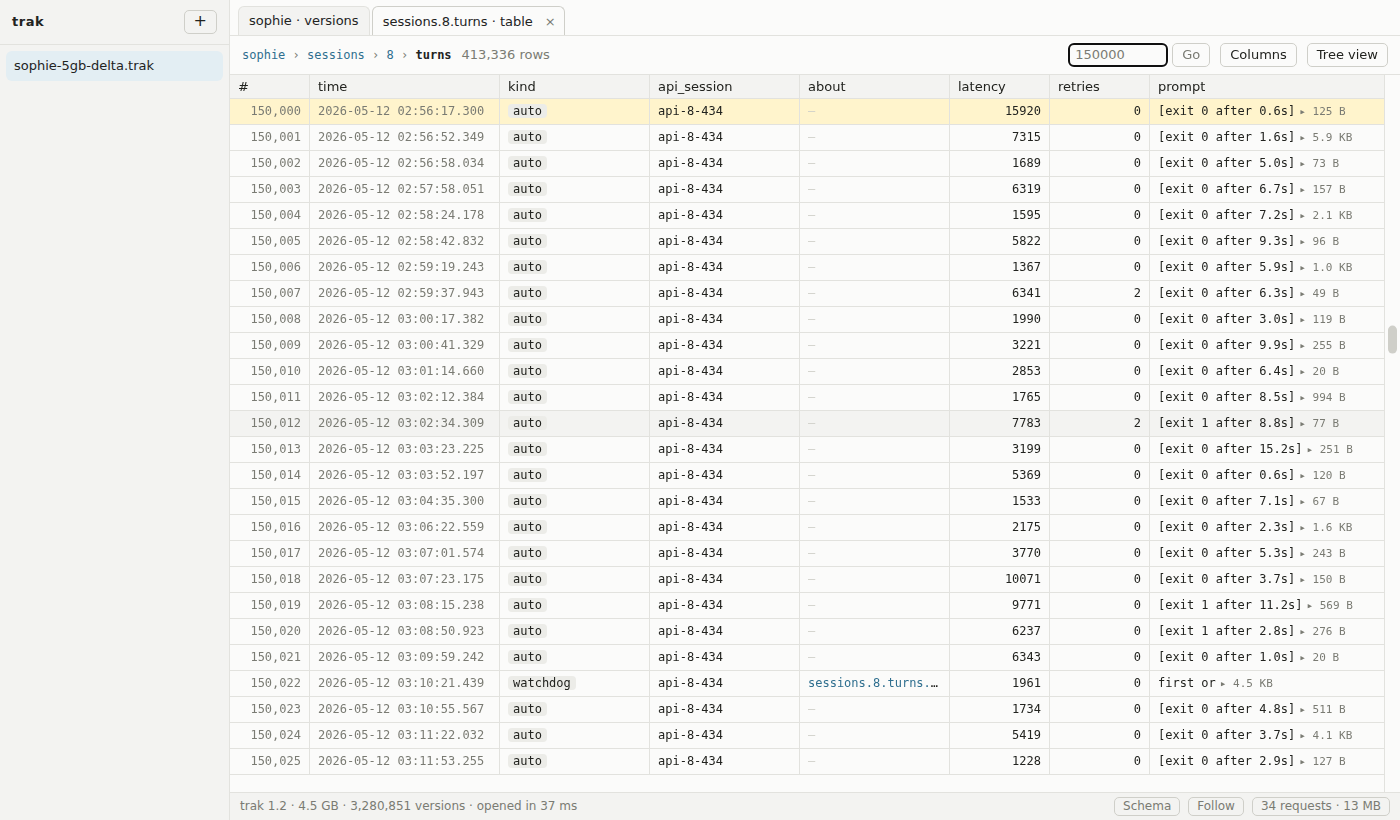 trak +
sophie · versions sessions.8.turns · table ×
sophie-5gb-delta.trak
sophie › sessions › 8 › turns 413,336 rows 150000 Go Columns Tree view
# time kind api_session about latency retries prompt
150,000 2026-05-12 02:56:17.300 auto api-8-434 — 15920 0 [exit 0 after 0.6s] ▸ 125 B
150,001 2026-05-12 02:56:52.349 auto api-8-434 — 7315 0 [exit 0 after 1.6s] ▸ 5.9 KB
150,002 2026-05-12 02:56:58.034 auto api-8-434 — 1689 0 [exit 0 after 5.0s] ▸ 73 B
150,003 2026-05-12 02:57:58.051 auto api-8-434 — 6319 0 [exit 0 after 6.7s] ▸ 157 B
150,004 2026-05-12 02:58:24.178 auto api-8-434 — 1595 0 [exit 0 after 7.2s] ▸ 2.1 KB
150,005 2026-05-12 02:58:42.832 auto api-8-434 — 5822 0 [exit 0 after 9.3s] ▸ 96 B
150,006 2026-05-12 02:59:19.243 auto api-8-434 — 1367 0 [exit 0 after 5.9s] ▸ 1.0 KB
150,007 2026-05-12 02:59:37.943 auto api-8-434 — 6341 2 [exit 0 after 6.3s] ▸ 49 B
150,008 2026-05-12 03:00:17.382 auto api-8-434 — 1990 0 [exit 0 after 3.0s] ▸ 119 B
150,009 2026-05-12 03:00:41.329 auto api-8-434 — 3221 0 [exit 0 after 9.9s] ▸ 255 B
150,010 2026-05-12 03:01:14.660 auto api-8-434 — 2853 0 [exit 0 after 6.4s] ▸ 20 B
150,011 2026-05-12 03:02:12.384 auto api-8-434 — 1765 0 [exit 0 after 8.5s] ▸ 994 B
150,012 2026-05-12 03:02:34.309 auto api-8-434 — 7783 2 [exit 1 after 8.8s] ▸ 77 B
150,013 2026-05-12 03:03:23.225 auto api-8-434 — 3199 0 [exit 0 after 15.2s] ▸ 251 B
150,014 2026-05-12 03:03:52.197 auto api-8-434 — 5369 0 [exit 0 after 0.6s] ▸ 120 B
150,015 2026-05-12 03:04:35.300 auto api-8-434 — 1533 0 [exit 0 after 7.1s] ▸ 67 B
150,016 2026-05-12 03:06:22.559 auto api-8-434 — 2175 0 [exit 0 after 2.3s] ▸ 1.6 KB
150,017 2026-05-12 03:07:01.574 auto api-8-434 — 3770 0 [exit 0 after 5.3s] ▸ 243 B
150,018 2026-05-12 03:07:23.175 auto api-8-434 — 10071 0 [exit 0 after 3.7s] ▸ 150 B
150,019 2026-05-12 03:08:15.238 auto api-8-434 — 9771 0 [exit 1 after 11.2s] ▸ 569 B
150,020 2026-05-12 03:08:50.923 auto api-8-434 — 6237 0 [exit 1 after 2.8s] ▸ 276 B
150,021 2026-05-12 03:09:59.242 auto api-8-434 — 6343 0 [exit 0 after 1.0s] ▸ 20 B
150,022 2026-05-12 03:10:21.439 watchdog api-8-434 sessions.8.turns.… 1961 0 first or ▸ 4.5 KB
150,023 2026-05-12 03:10:55.567 auto api-8-434 — 1734 0 [exit 0 after 4.8s] ▸ 511 B
150,024 2026-05-12 03:11:22.032 auto api-8-434 — 5419 0 [exit 0 after 3.7s] ▸ 4.1 KB
150,025 2026-05-12 03:11:53.255 auto api-8-434 — 1228 0 [exit 0 after 2.9s] ▸ 127 B
trak 1.2 · 4.5 GB · 3,280,851 versions · opened in 37 ms Schema Follow 34 requests · 13 MB